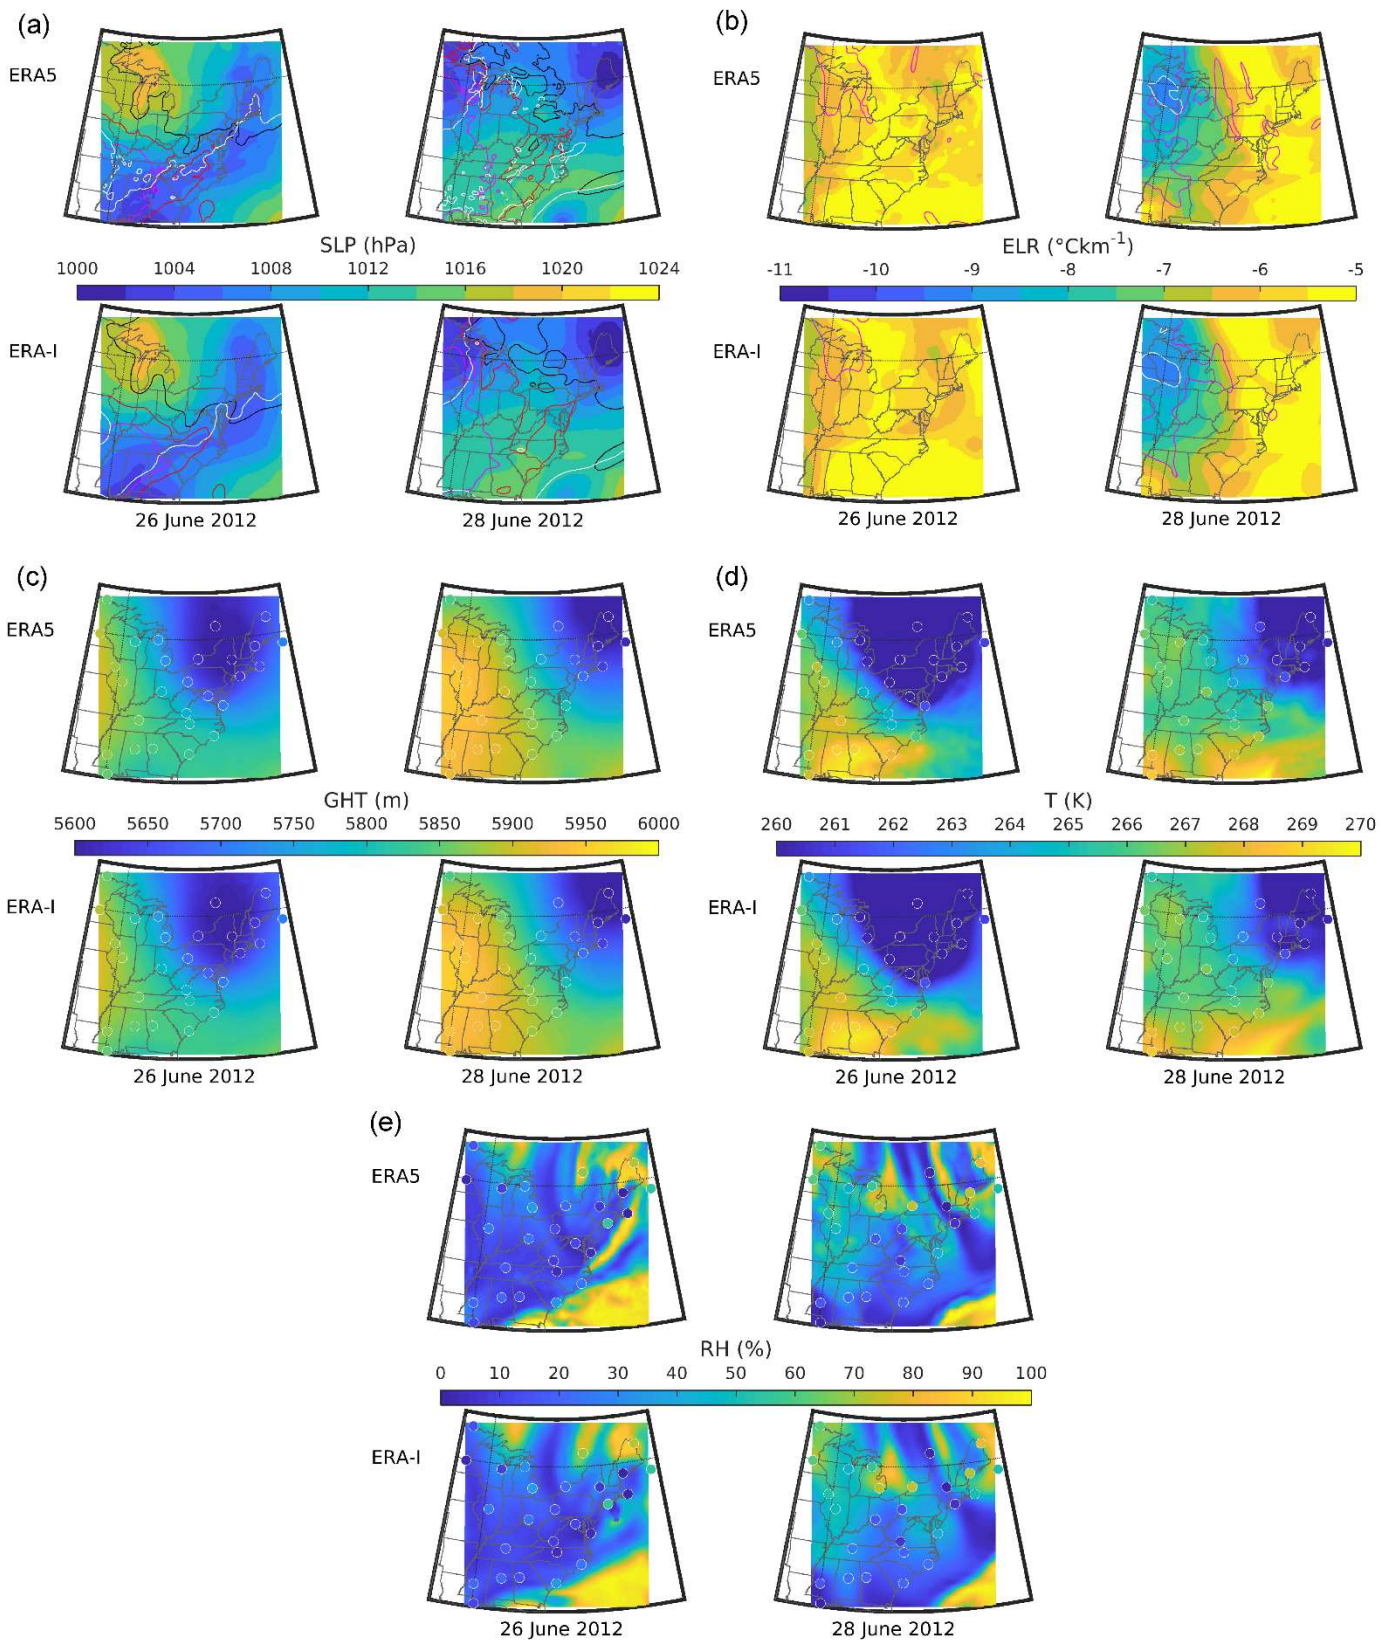 (a)
(b)
ERA5
ERA5
SLP (hPa)
ELR (°Ckm⁻¹)
1000 1004 1008 1012 1016 1020 1024
-11 -10 -9 -8 -7 -6 -5
ERA-I
ERA-I
26 June 2012 28 June 2012
26 June 2012 28 June 2012
(c)
(d)
ERA5
ERA5
GHT (m)
T (K)
5600 5650 5700 5750 5800 5850 5900 5950 6000
260 261 262 263 264 265 266 267 268 269 270
ERA-I
ERA-I
26 June 2012 28 June 2012
26 June 2012 28 June 2012
(e)
ERA5
RH (%)
0 10 20 30 40 50 60 70 80 90 100
ERA-I
26 June 2012 28 June 2012